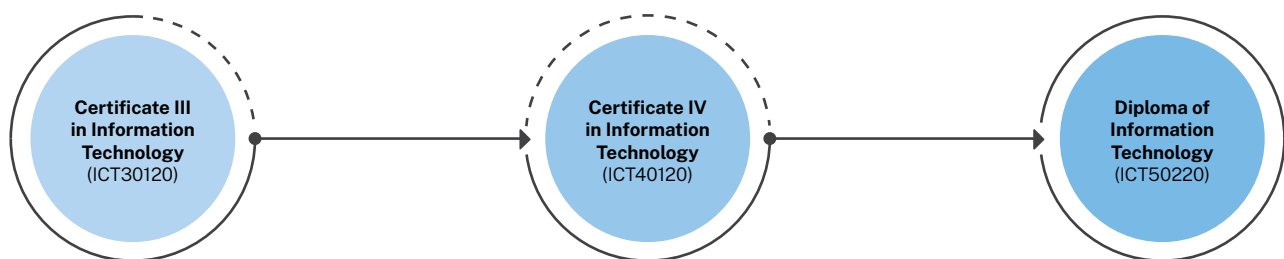 Certificate III
in Information
Technology
(ICT30120)
Certificate IV
in Information
Technology
(ICT40120)
Diploma of
Information
Technology
(ICT50220)